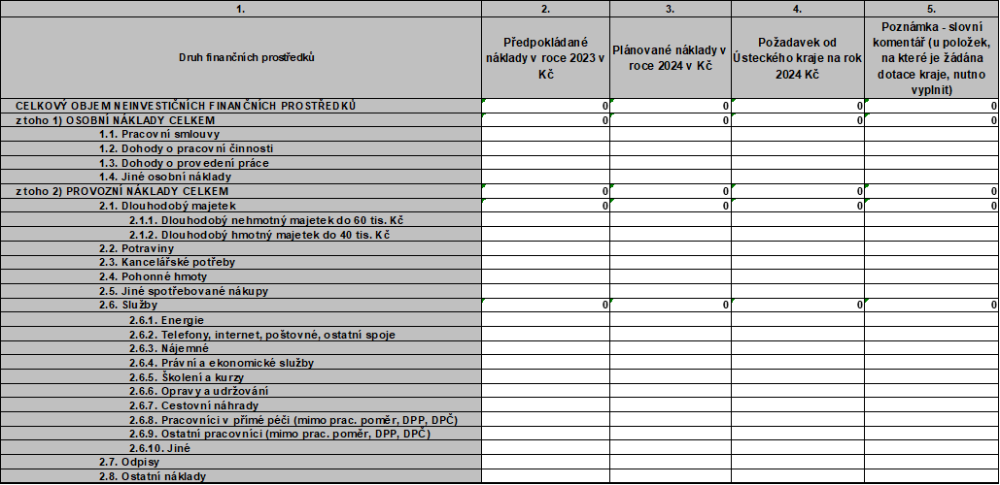 1. 2. 3. 4. 5.
Druh finančních prostředků
Předpokládané
náklady v roce 2023 v
Kč
Plánované náklady v
roce 2024 v Kč
Požadavek od
Ústeckého kraje na rok
2024 Kč
Poznámka - slovní
komentář (u položek,
na které je žádána
dotace kraje, nutno
vyplnit)
CELKOVÝ OBJEM NEINVESTIČNÍCH FINANČNÍCH PROSTŘEDKŮ 0 0 0 0
z toho 1) OSOBNÍ NÁKLADY CELKEM 0 0 0 0
1.1. Pracovní smlouvy
1.2. Dohody o pracovní činnosti
1.3. Dohody o provedení práce
1.4. Jiné osobní náklady
z toho 2) PROVOZNÍ NÁKLADY CELKEM 0 0 0 0
2.1. Dlouhodobý majetek 0 0 0 0
2.1.1. Dlouhodobý nehmotný majetek do 60 tis. Kč
2.1.2. Dlouhodobý hmotný majetek do 40 tis. Kč
2.2. Potraviny
2.3. Kancelářské potřeby
2.4. Pohonné hmoty
2.5. Jiné spotřebované nákupy
2.6. Služby 0 0 0 0
2.6.1. Energie
2.6.2. Telefony, internet, poštovné, ostatní spoje
2.6.3. Nájemné
2.6.4. Právní a ekonomické služby
2.6.5. Školení a kurzy
2.6.6. Opravy a udržování
2.6.7. Cestovní náhrady
2.6.8. Pracovníci v přímé péči (mimo prac. poměr, DPP, DPČ)
2.6.9. Ostatní pracovníci (mimo prac. poměr, DPP, DPČ)
2.6.10. Jiné
2.7. Odpisy
2.8. Ostatní náklady